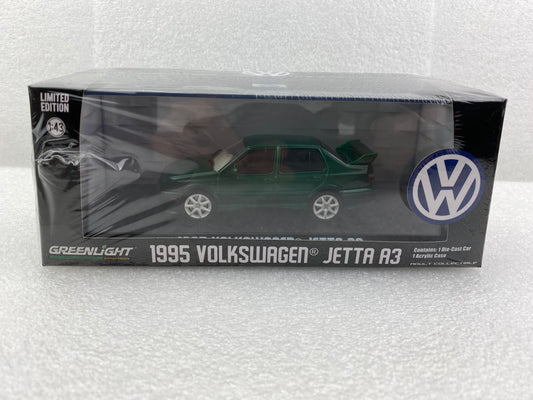 LIMITED
EDITION
1:43
GREENLIGHT
1995 VOLKSWAGEN® JETTA A3
Contains: 1 Die-Cast Car
1 Acrylic Case
ADULT COLLECTIBLE